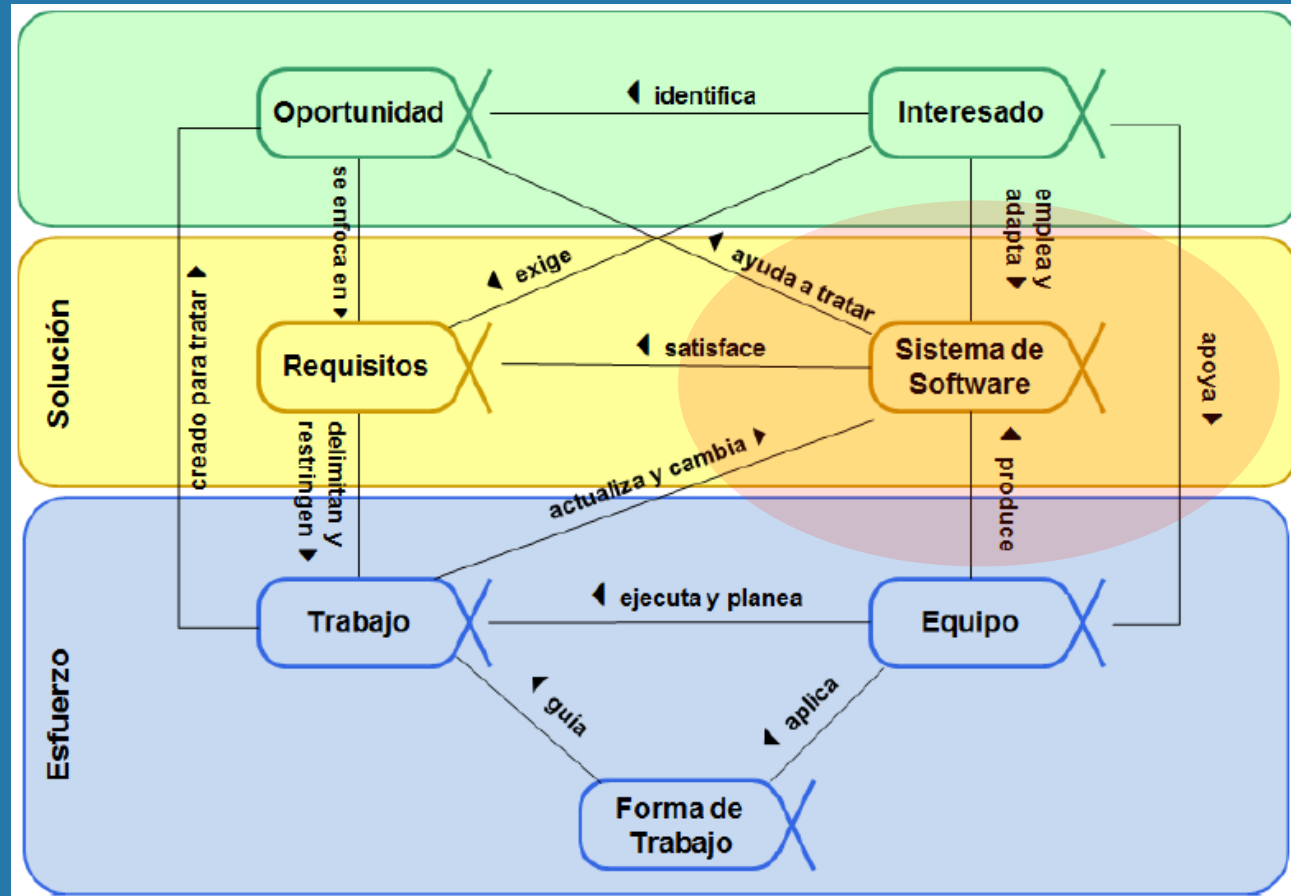 Oportunidad
◀ identifica
Interesado
se enfoca en ▶
emplea y
adapta ▶
◀ exige
◀ ayuda a tratar
creado para tratar ▶
Solución
Requisitos
◀ satisface
Sistema de
Software
apoya ▶
delimitan y
restringen ▶
actualiza y cambia ▶
▶ produce
Trabajo
◀ ejecuta y planea
Equipo
Esfuerzo
◀ guía
◀ aplica
Forma de
Trabajo